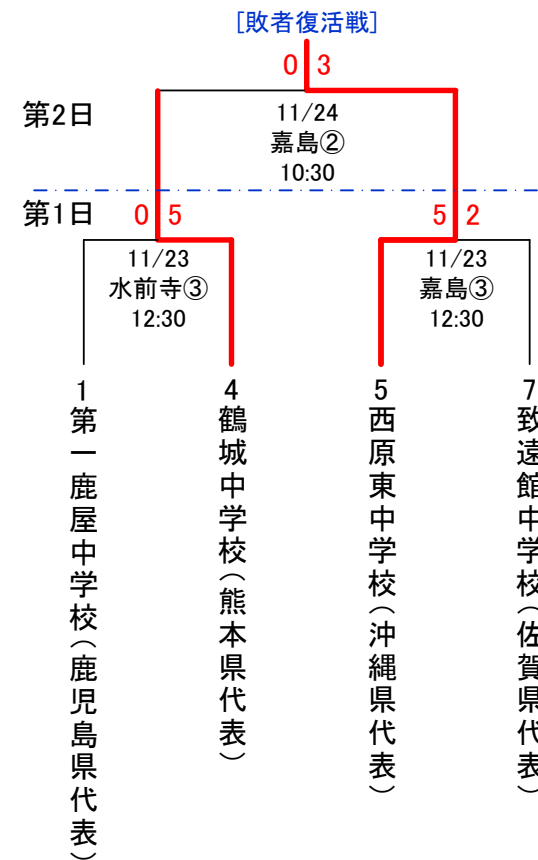 [敗者復活戦]
0 3
第2日
11/24
嘉島②
10:30
第1日
0 5
5 2
11/23
水前寺③
12:30
11/23
嘉島③
12:30
1
第一鹿屋中学校(鹿児島県代表)
4
鶴城中学校(熊本県代表)
5
西原東中学校(沖縄県代表)
7
致遠館中学校(佐賀県代表)